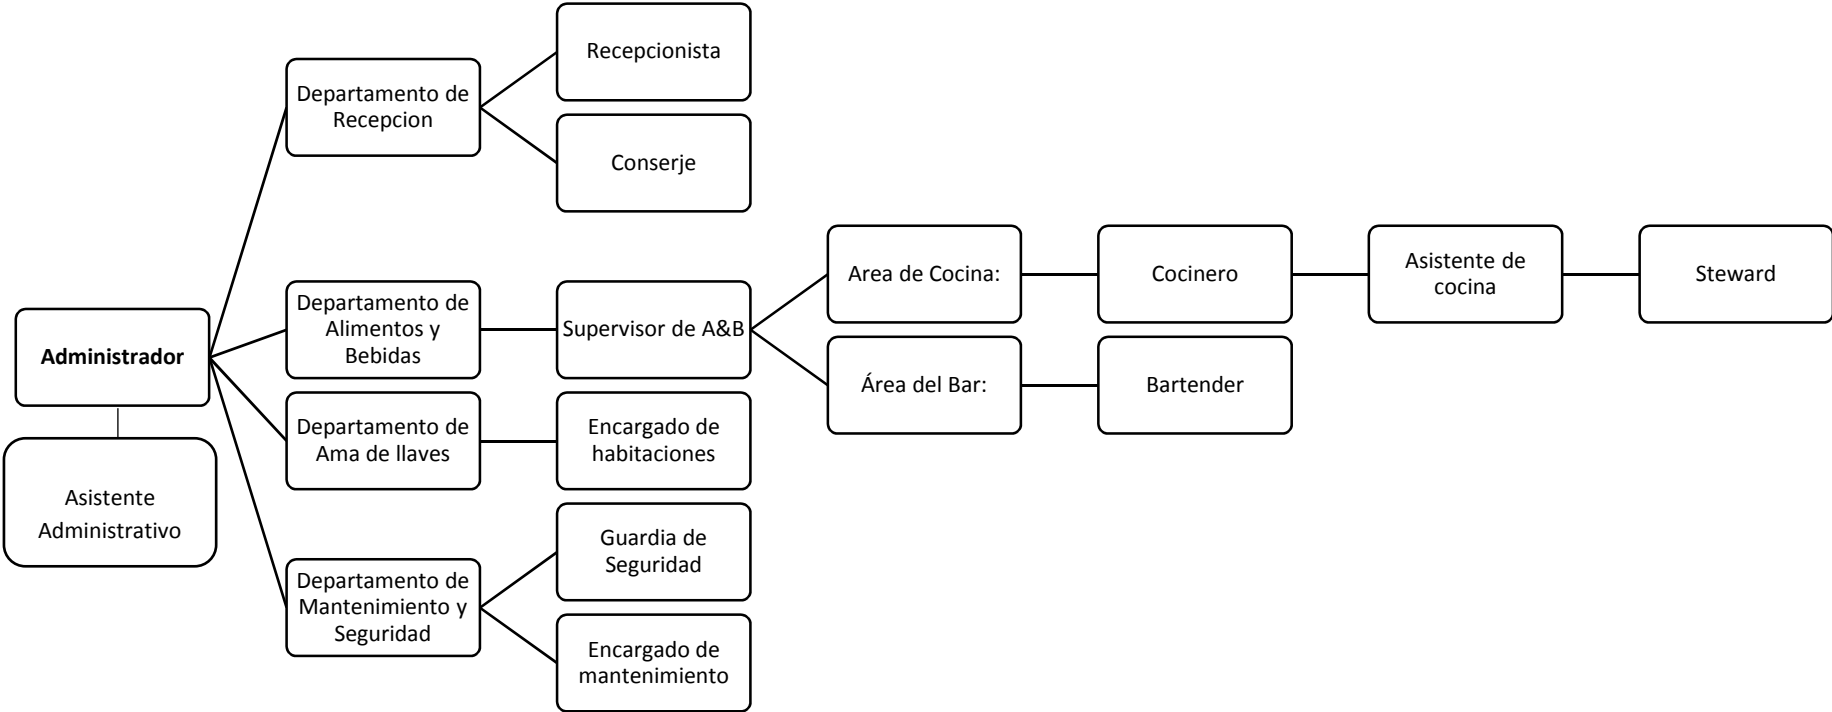 Recepcionista
Departamento de
Recepcion
Conserje
Area de Cocina:
Cocinero
Asistente de
cocina
Steward
Departamento de
Alimentos y
Bebidas
Supervisor de A&B
Administrador
Área del Bar:
Bartender
Departamento de
Ama de llaves
Encargado de
habitaciones
Asistente
Administrativo
Guardia de
Seguridad
Departamento de
Mantenimiento y
Seguridad
Encargado de
mantenimiento